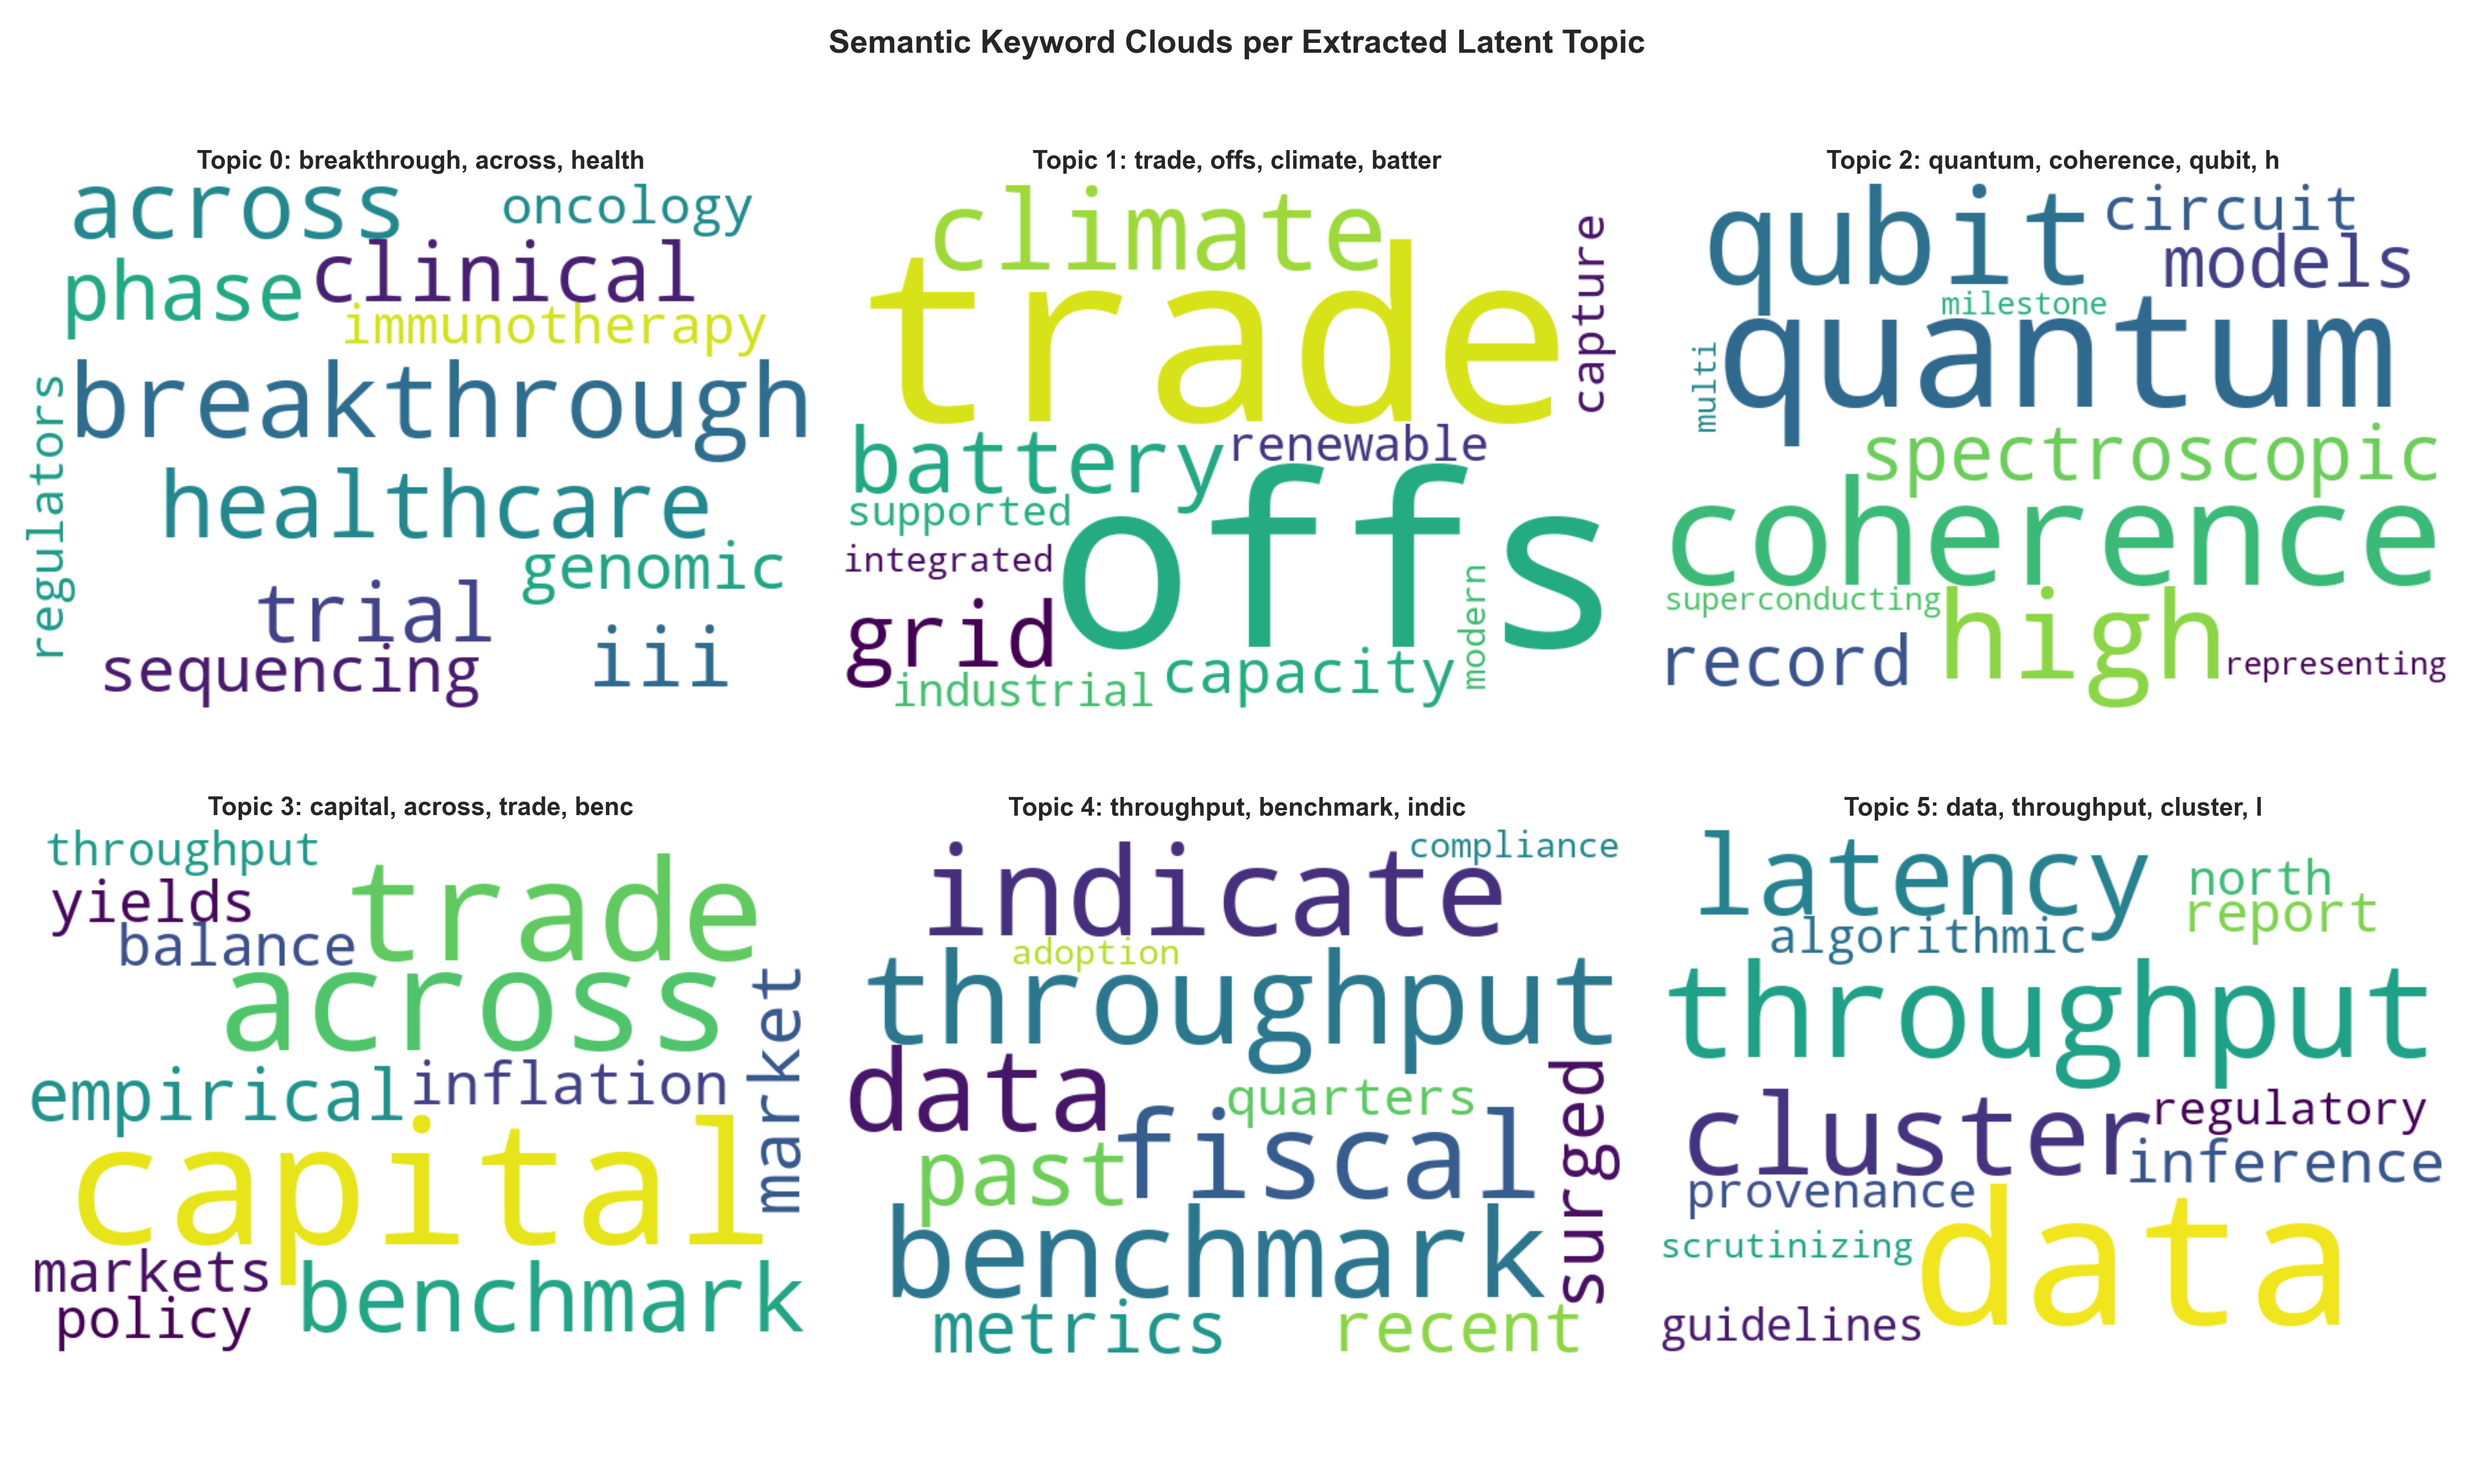 Semantic Keyword Clouds per Extracted Latent Topic
Topic 0: breakthrough, across, health
across
oncology
clinical
phase
immunotherapy
breakthrough
regulators
healthcare
genomic
trial
iii
sequencing
Topic 1: trade, offs, climate, batter
climate
capture
trade
battery
renewable
supported
offs
integrated
modern
grid
capacity
industrial
Topic 2: quantum, coherence, qubit, h
qubit
circuit
models
milestone
quantum
multi
spectroscopic
coherence
superconducting
high
record
representing
Topic 3: capital, across, trade, benc
throughput
yields
trade
balance
across
market
empirical
inflation
capital
markets
benchmark
policy
Topic 4: throughput, benchmark, indic
compliance
indicate
adoption
throughput
data
quarters
surged
past
fiscal
benchmark
metrics
recent
Topic 5: data, throughput, cluster, l
latency
north
report
algorithmic
throughput
cluster
regulatory
inference
provenance
scrutinizing
data
guidelines